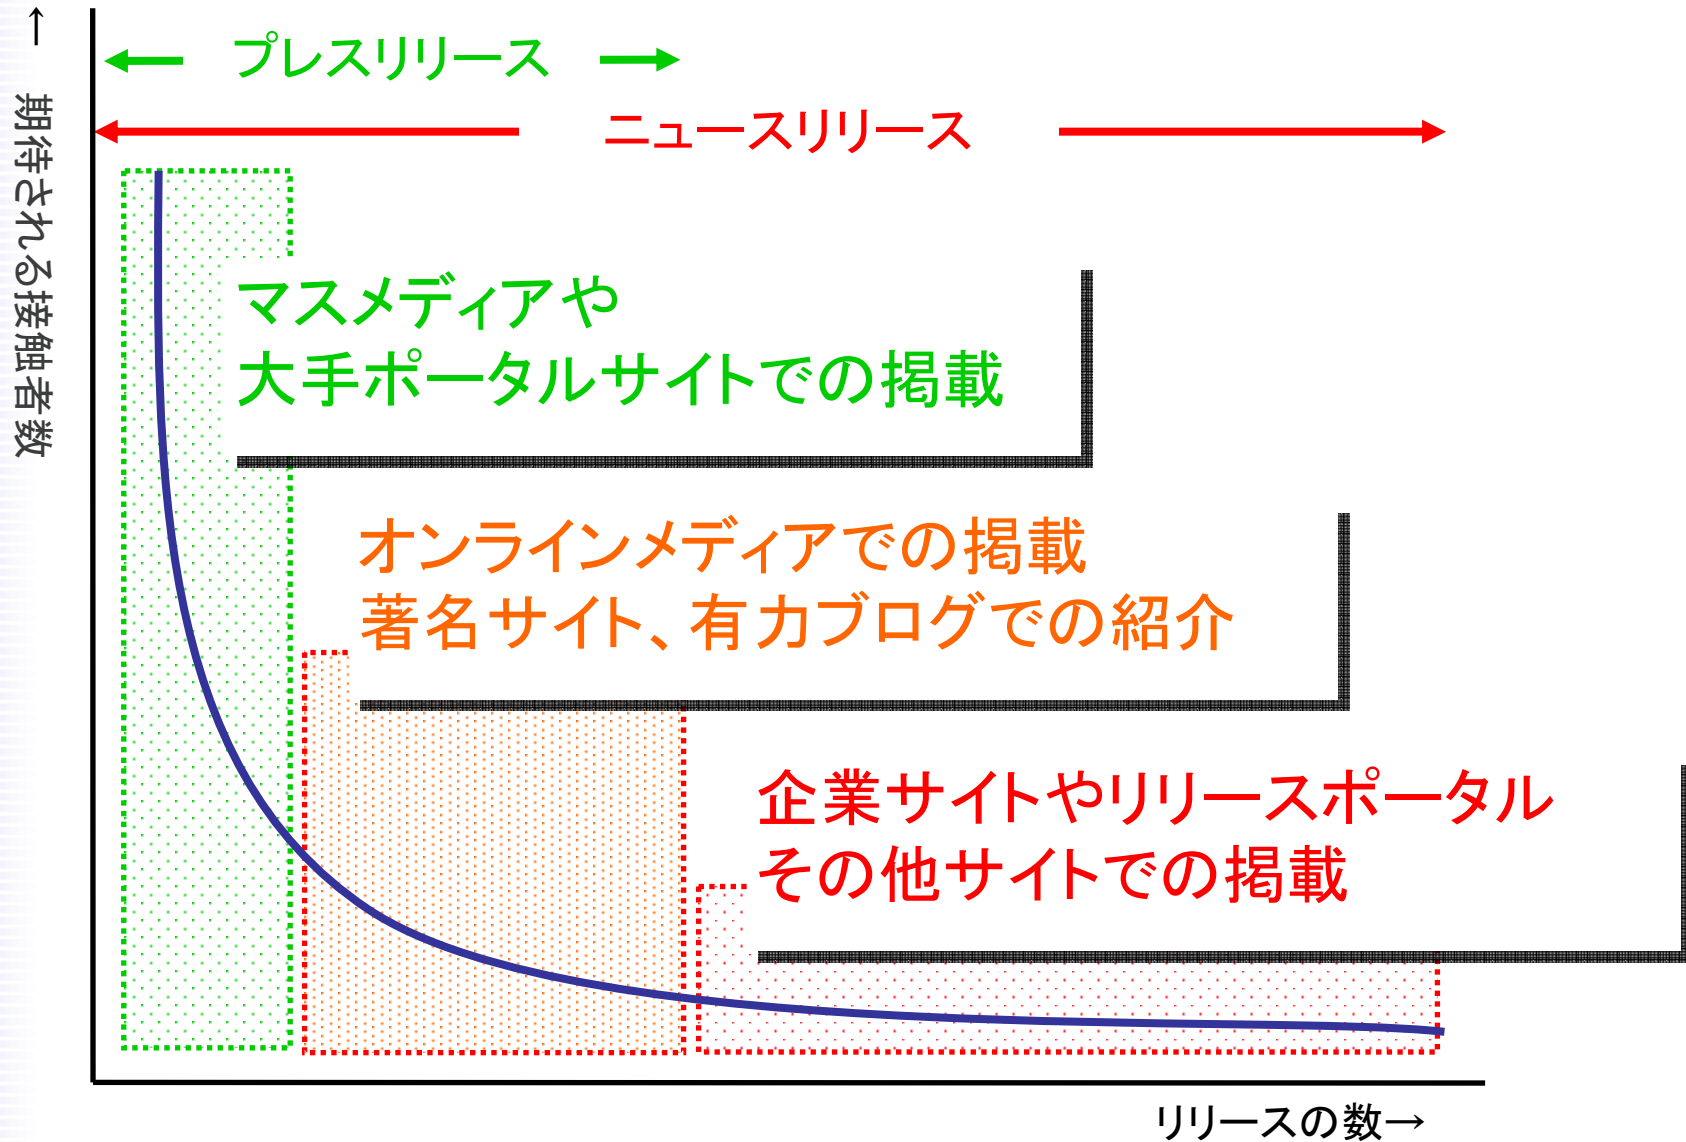 プレスリリース
ニュースリリース
← 期待される接触者数
マスメディアや
大手ポータルサイトでの掲載
オンラインメディアでの掲載
著名サイト、有力ブログでの紹介
企業サイトやリリースポータル
その他サイトでの掲載
リリースの数→